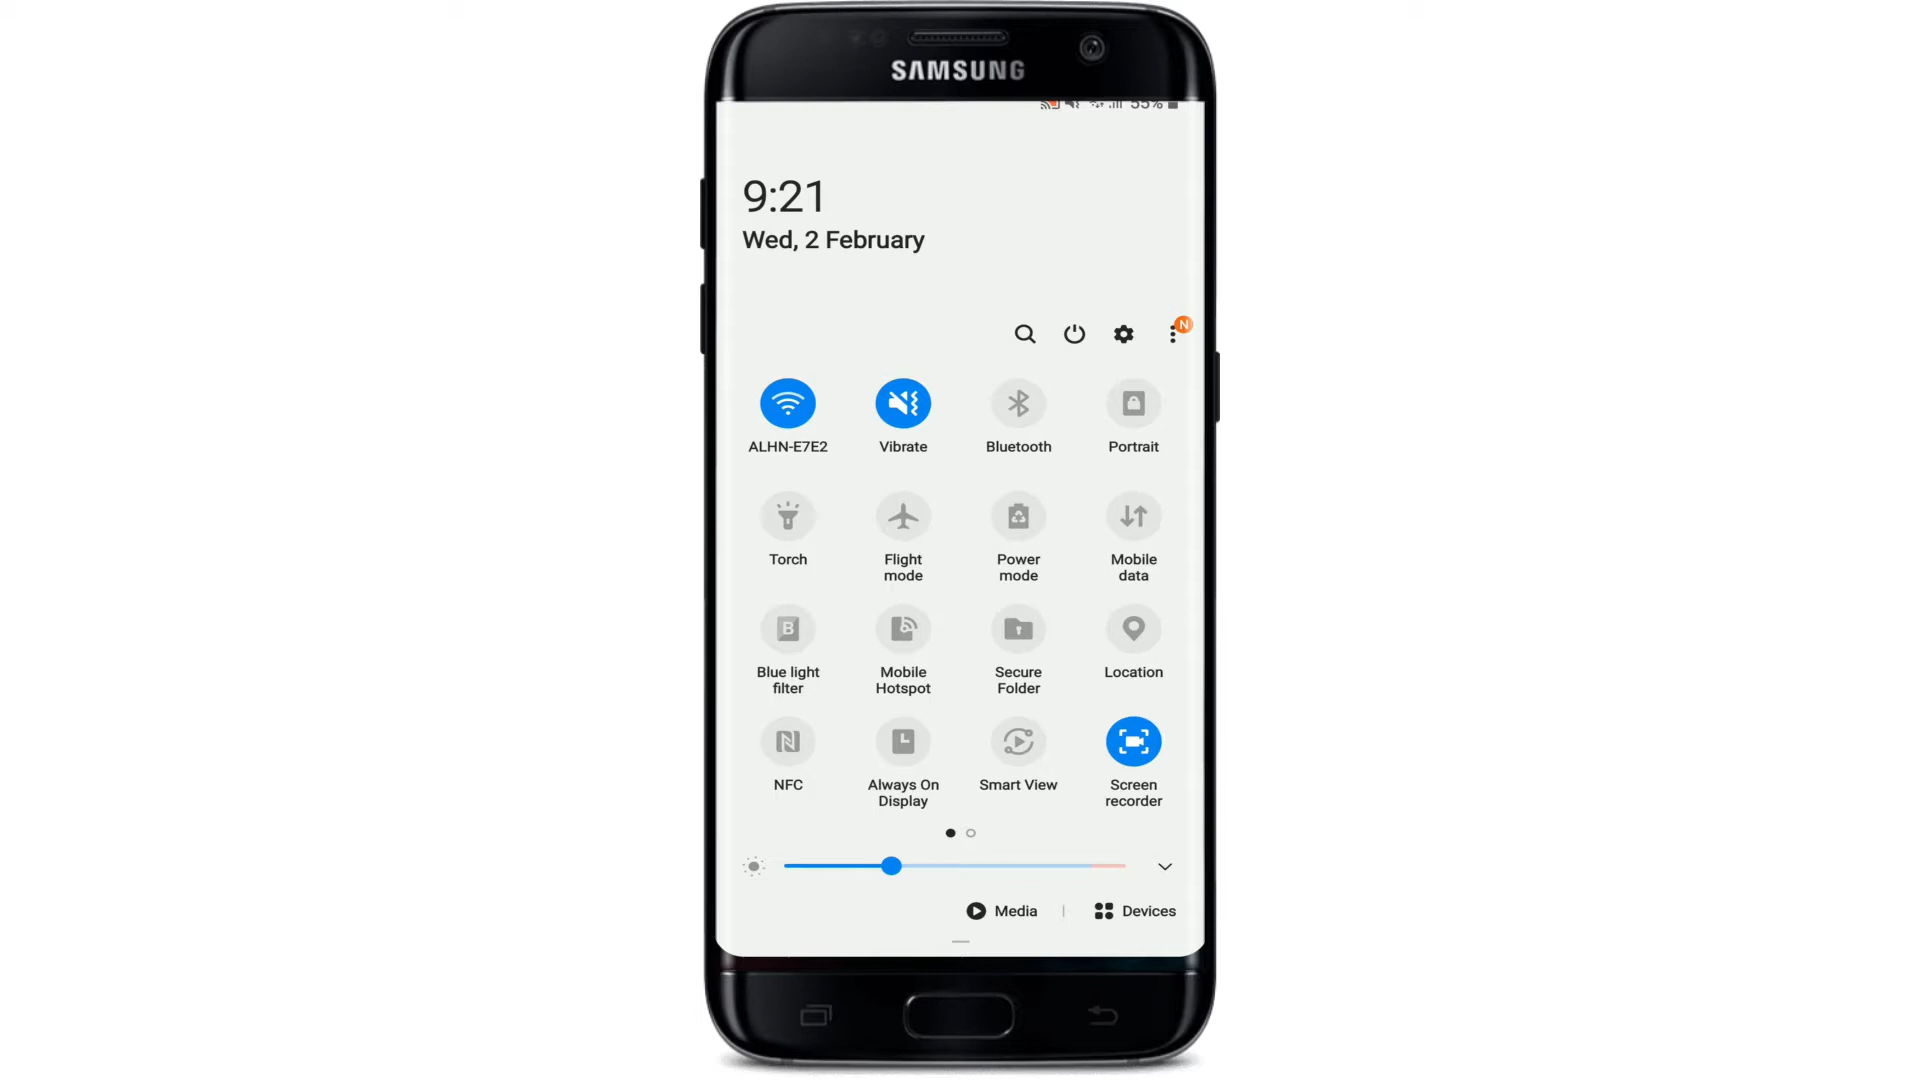 SAMSUNG
55%
9:21
Wed, 2 February
N
ALHN-E7E2
Vibrate
Bluetooth
Portrait
Torch
Flight
mode
Power
mode
Mobile
data
B
Blue light
filter
Mobile
Hotspot
Secure
Folder
Location
NFC
Always On
Display
Smart View
Screen
recorder
Media
Devices